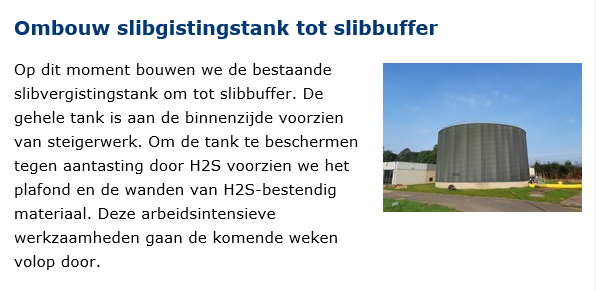 Ombouw slibgistingstank tot slibbuffer
Op dit moment bouwen we de bestaande
slibvergistingstank om tot slibbuffer. De
gehele tank is aan de binnenzijde voorzien
van steigerwerk. Om de tank te beschermen
tegen aantasting door H2S voorzien we het
plafond en de wanden van H2S-bestendig
materiaal. Deze arbeidsintensieve
werkzaamheden gaan de komende weken
volop door.